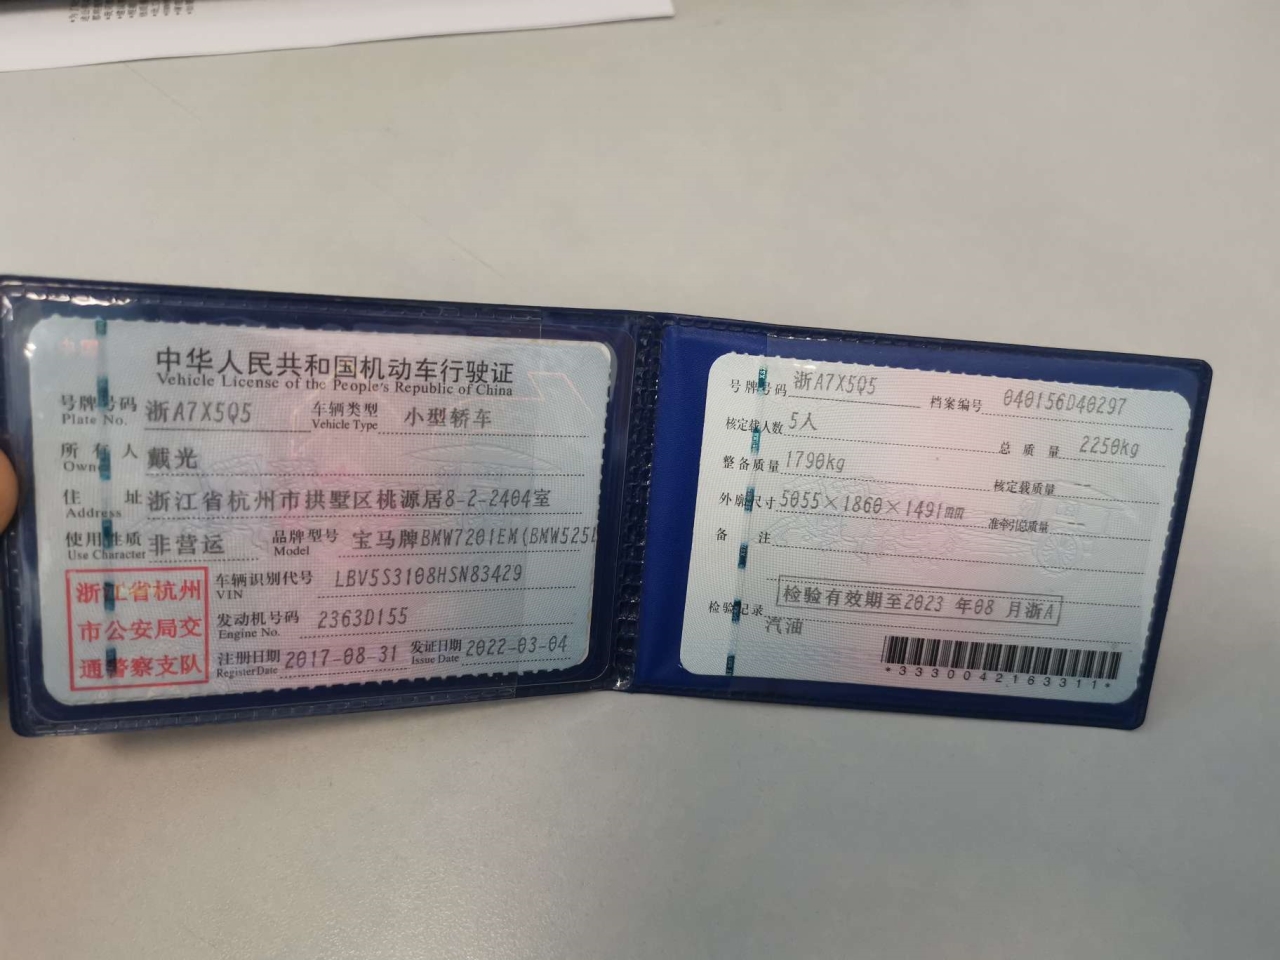 中华人民共和国机动车行驶证
Vehicle License of the People's Republic of China
号牌号码 浙A7X5Q5 车辆类型 小型轿车
Plate No. Vehicle Type
所有人 戴光
Owner
住址 浙江省杭州市拱墅区桃源居8-2-2404室
Address
使用性质 非营运 品牌型号 宝马牌BMW7201EM(BMW525L
Use Character Model
浙江省杭州
市公安局交
通警察支队
车辆识别代号 LBV5S3108HSN83429
VIN
发动机号码 2363D155
Engine No.
注册日期 2017-08-31 发证日期 2022-03-04
Register Date Issue Date
号牌号码 浙A7X5Q5 档案编号 040156D40297
核定载人数 5人 总质量 2250kg
整备质量 1790kg 核定载质量 --
外廓尺寸 5055×1860×1491mm 准牵引总质量 --
备注
检验有效期至2023年08月浙A
检验记录
汽油
*3330042163311*